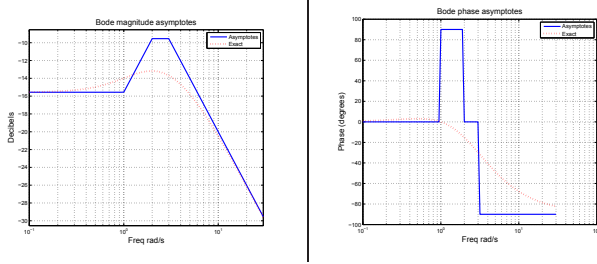 Bode magnitude asymptotes
Asymptotes
Exact
Decibels
−10
−12
−14
−16
−18
−20
−22
−24
−26
−28
−30
10⁻¹
10⁰
10¹
Freq rad/s
Bode phase asymptotes
Asymptotes
Exact
Phase (degrees)
100
80
60
40
20
0
−20
−40
−60
−80
−100
10⁻¹
10⁰
10¹
10²
Freq rad/s